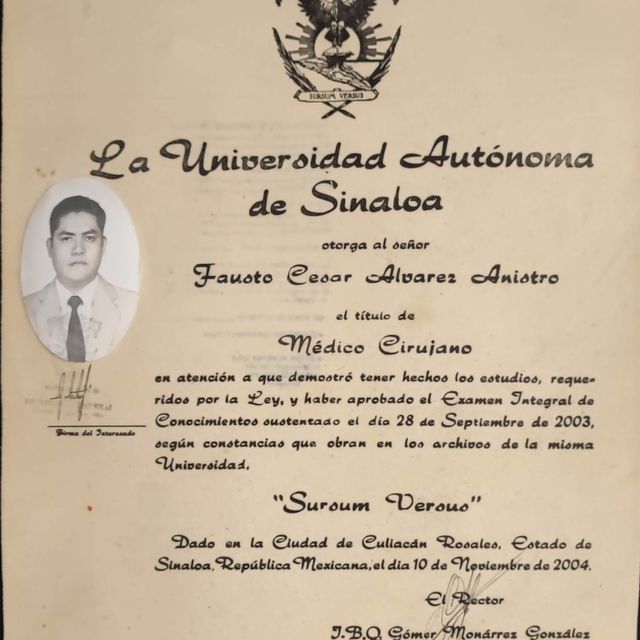 SURSUM VERSUS
La Universidad Autónoma
de Sinaloa
otorga al señor
Fausto Cesar Alvarez Anistro
el título de
Médico Cirujano
en atención a que demostró tener hechos los estudios, reque-
ridos por la Ley, y haber aprobado el Examen Integral de
Conocimientos sustentado el día 28 de Septiembre de 2003,
según constancias que obran en los archivos de la misma
Universidad.
Firma del Interesado
"Sursum Versus"
Dado en la Ciudad de Culiacán Rosales, Estado de
Sinaloa, República Mexicana, el día 10 de Noviembre de 2004.
El Rector
I.B.Q. Gómer Monárrez González